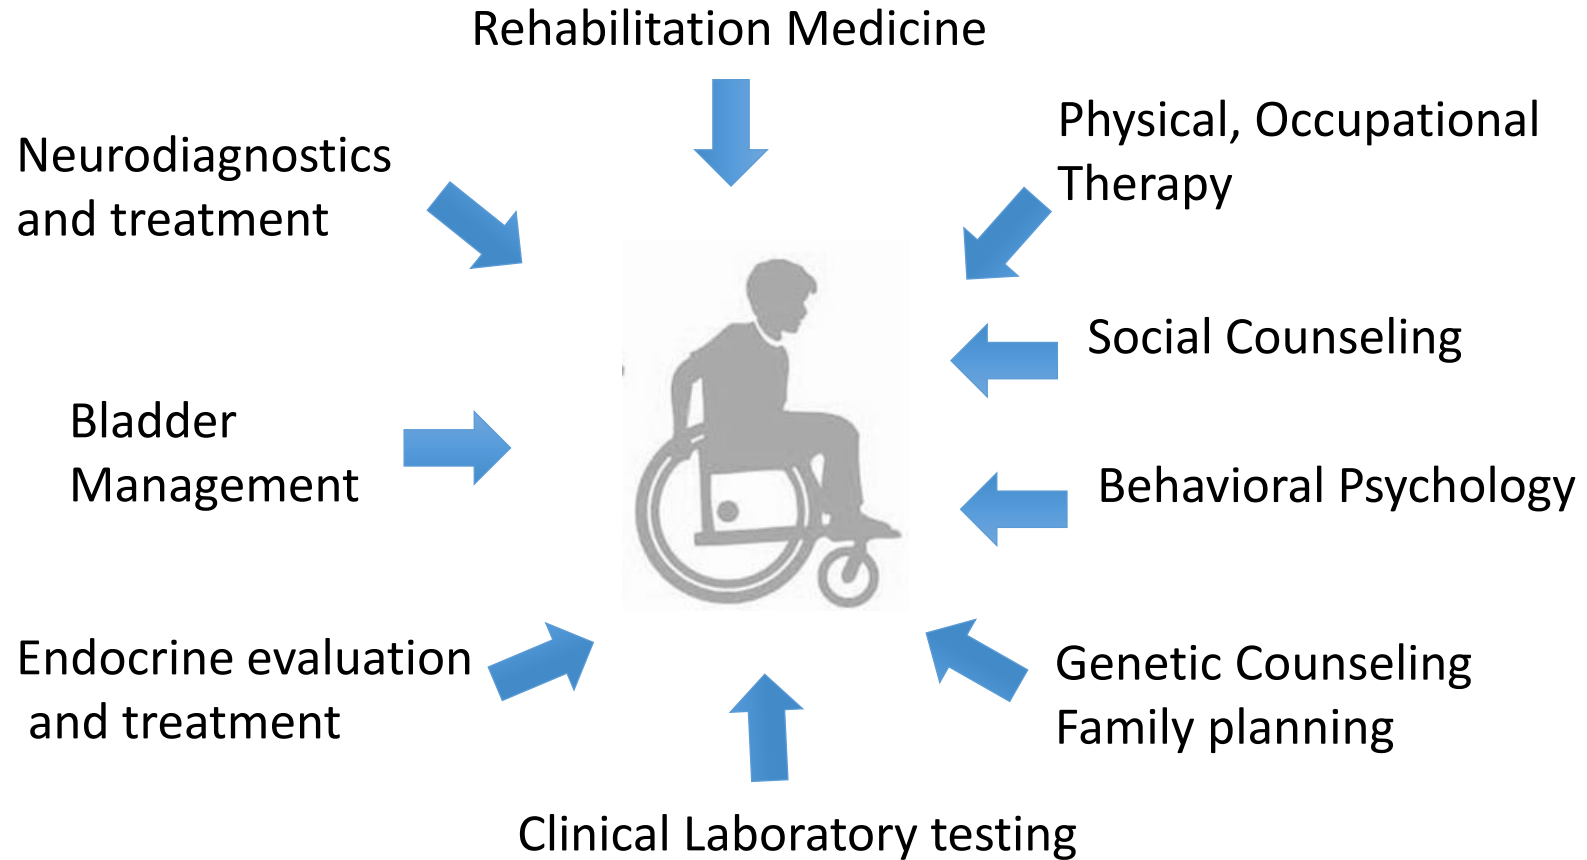 Rehabilitation Medicine
Neurodiagnostics
and treatment
Physical, Occupational
Therapy
Social Counseling
Bladder
Management
Behavioral Psychology
Endocrine evaluation
and treatment
Genetic Counseling
Family planning
Clinical Laboratory testing